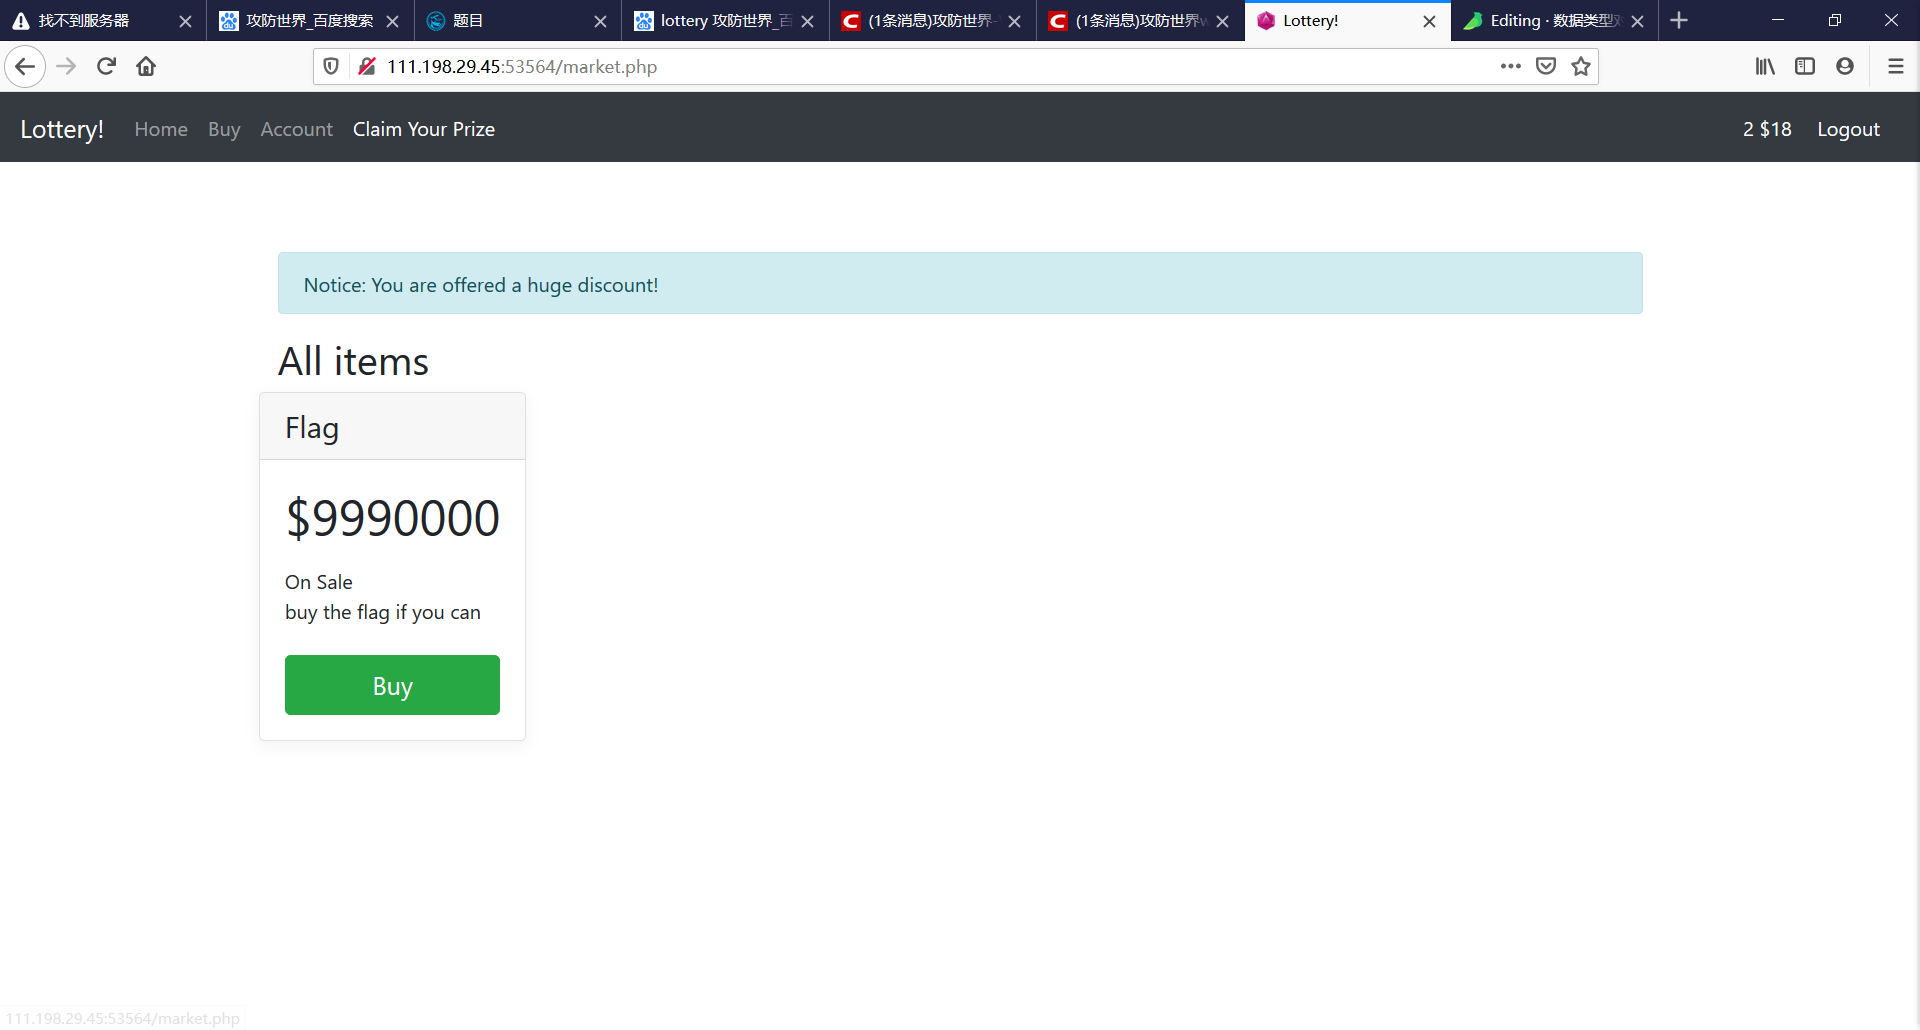 找不到服务器
攻防世界_百度搜索
题目
lottery 攻防世界_百
(1条消息)攻防世界-
(1条消息)攻防世界w
Lottery!
Editing · 数据类型
111.198.29.45:53564/market.php
Lottery! Home Buy Account Claim Your Prize 2 $18 Logout
Notice: You are offered a huge discount!
All items
Flag
$9990000
On Sale
buy the flag if you can
Buy
111.198.29.45:53564/market.php